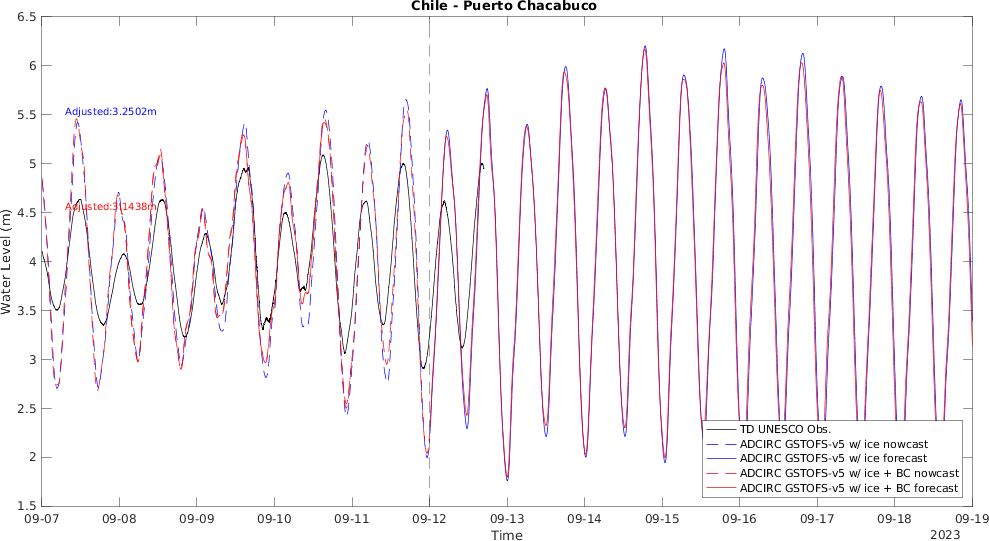 Chile - Puerto Chacabuco
Water Level (m)
6.5
6
5.5
5
4.5
4
3.5
3
2.5
2
1.5
Adjusted:3.2502m
Adjusted:3.1438m
TD UNESCO Obs.
ADCIRC GSTOFS-v5 w/ ice nowcast
ADCIRC GSTOFS-v5 w/ ice forecast
ADCIRC GSTOFS-v5 w/ ice + BC nowcast
ADCIRC GSTOFS-v5 w/ ice + BC forecast
09-07 09-08 09-09 09-10 09-11 09-12 09-13 09-14 09-15 09-16 09-17 09-18 09-19
Time
2023